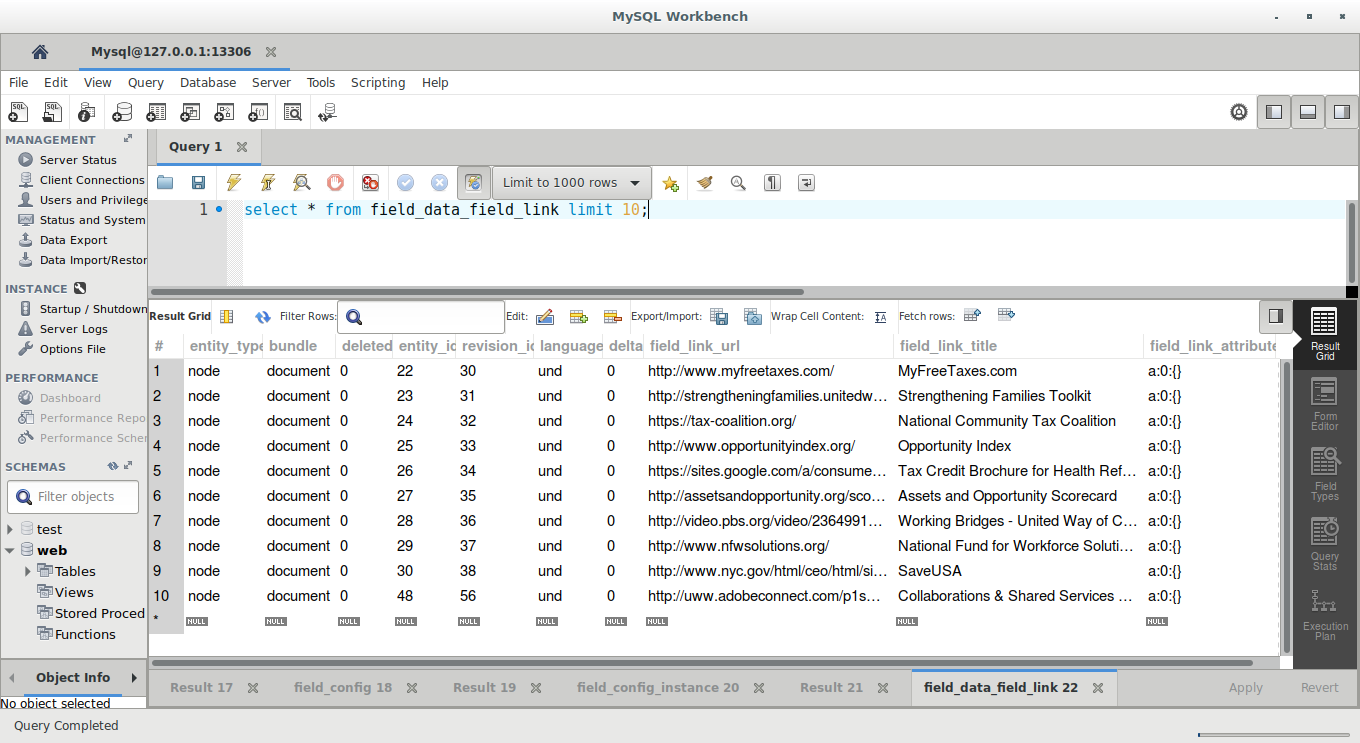 MySQL Workbench
Mysql@127.0.0.1:13306
File Edit View Query Database Server Tools Scripting Help
MANAGEMENT
Server Status
Client Connections
Users and Privilege
Status and System
Data Export
Data Import/Restor
INSTANCE
Startup / Shutdown
Server Logs
Options File
PERFORMANCE
Dashboard
Performance Repo
Performance Scher
SCHEMAS
Filter objects
test
web
Tables
Views
Stored Proced
Functions
Object Info
No object selected
Query 1
Limit to 1000 rows
1 select * from field_data_field_link limit 10;
Result Grid Filter Rows: Edit: Export/Import: Wrap Cell Content: Fetch rows:
# entity_type bundle deleted entity_id revision_id language delta field_link_url field_link_title field_link_attribute
1 node document 0 22 30 und 0 http://www.myfreetaxes.com/ MyFreeTaxes.com a:0:{}
2 node document 0 23 31 und 0 http://strengtheningfamilies.unitedw... Strengthening Families Toolkit a:0:{}
3 node document 0 24 32 und 0 https://tax-coalition.org/ National Community Tax Coalition a:0:{}
4 node document 0 25 33 und 0 http://www.opportunityindex.org/ Opportunity Index a:0:{}
5 node document 0 26 34 und 0 https://sites.google.com/a/consume... Tax Credit Brochure for Health Ref... a:0:{}
6 node document 0 27 35 und 0 http://assetsandopportunity.org/sco... Assets and Opportunity Scorecard a:0:{}
7 node document 0 28 36 und 0 http://video.pbs.org/video/2364991... Working Bridges - United Way of C... a:0:{}
8 node document 0 29 37 und 0 http://www.nfwsolutions.org/ National Fund for Workforce Soluti... a:0:{}
9 node document 0 30 38 und 0 http://www.nyc.gov/html/ceo/html/si... SaveUSA a:0:{}
10 node document 0 48 56 und 0 http://uww.adobeconnect.com/p1s... Collaborations & Shared Services ... a:0:{}
* NULL NULL NULL NULL NULL NULL NULL NULL NULL NULL
Result
Grid
Form
Editor
Field
Types
Query
Stats
Execution
Plan
Result 17 field_config 18 Result 19 field_config_instance 20 Result 21 field_data_field_link 22 Apply Revert
Query Completed